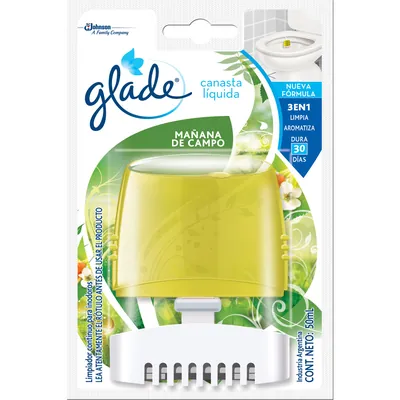 SC Johnson
A Family Company
glade
canasta
líquida
MAÑANA
DE CAMPO
NUEVA
FÓRMULA
3EN1
LIMPIA
AROMATIZA
DURA 30
DÍAS
Limpiador continuo para inodoros
LEA ATENTAMENTE EL RÓTULO ANTES DE USAR EL PRODUCTO
Industria Argentina
CONT. NETO: 50mL